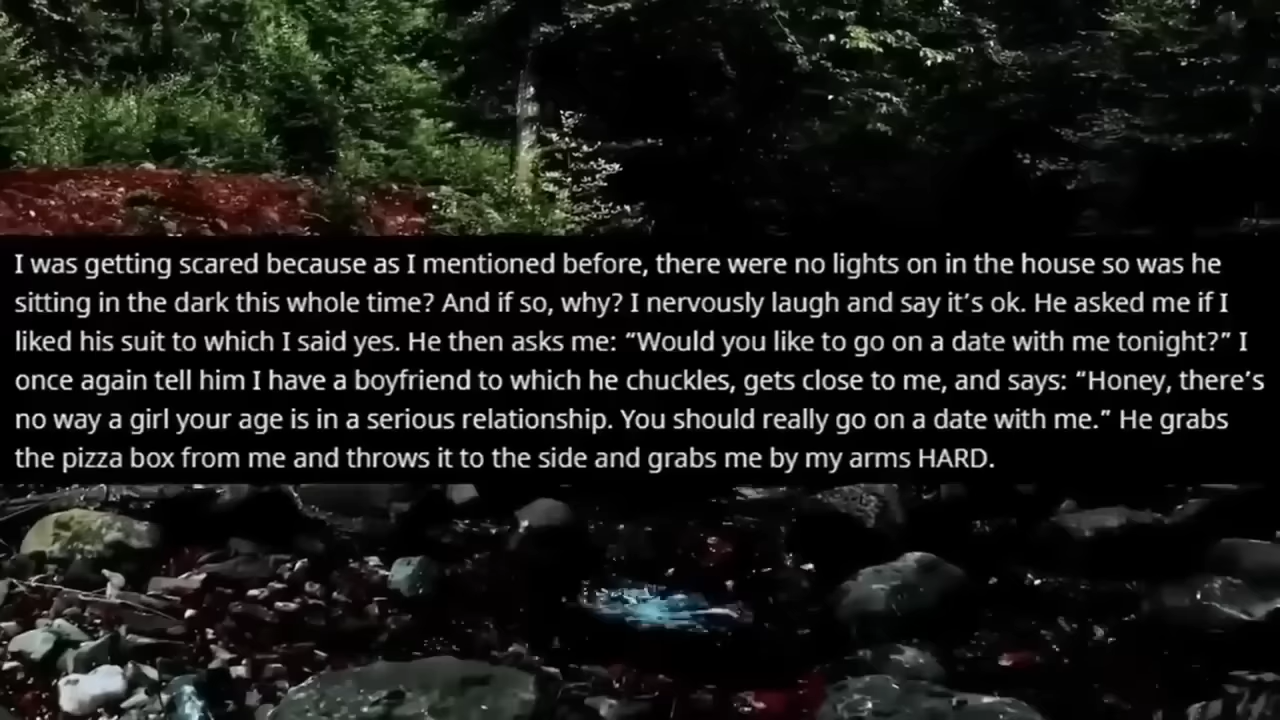 I was getting scared because as I mentioned before, there were no lights on in the house so was he
sitting in the dark this whole time? And if so, why? I nervously laugh and say it’s ok. He asked me if I
liked his suit to which I said yes. He then asks me: “Would you like to go on a date with me tonight?” I
once again tell him I have a boyfriend to which he chuckles, gets close to me, and says: “Honey, there’s
no way a girl your age is in a serious relationship. You should really go on a date with me.” He grabs
the pizza box from me and throws it to the side and grabs me by my arms HARD.